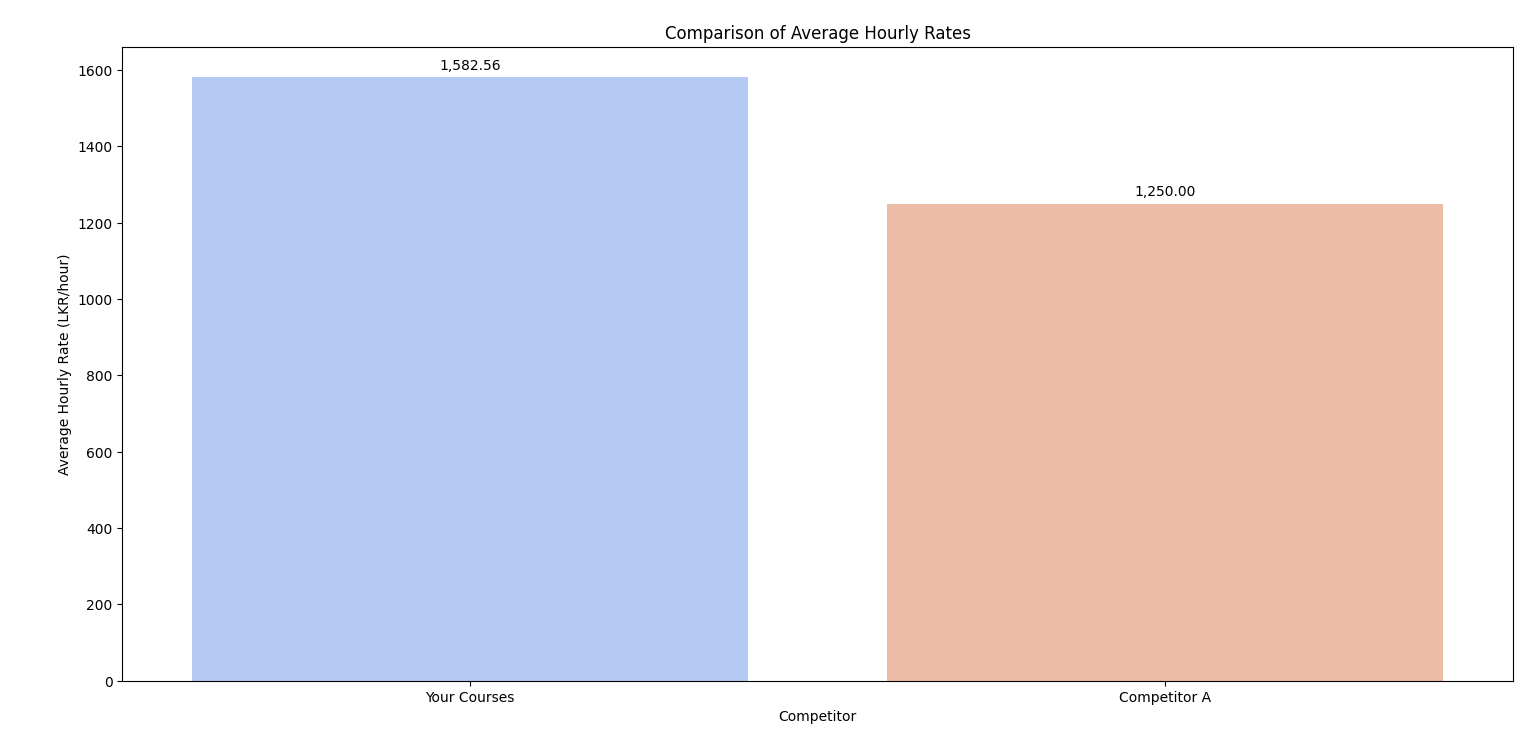 Comparison of Average Hourly Rates
1,582.56
1,250.00
Average Hourly Rate (LKR/hour)
1600
1400
1200
1000
800
600
400
200
0
Your Courses
Competitor A
Competitor